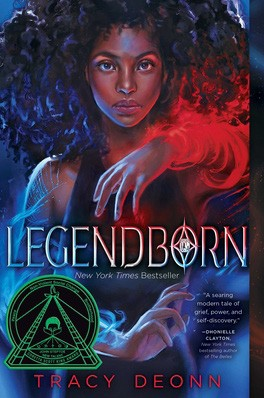 LEGENDBORN
New York Times Bestseller
"A searing
modern tale of
grief, power, and
self-discovery."
—DHONIELLE
CLAYTON,
New York Times
bestselling author
of The Belles
TRACY DEONN